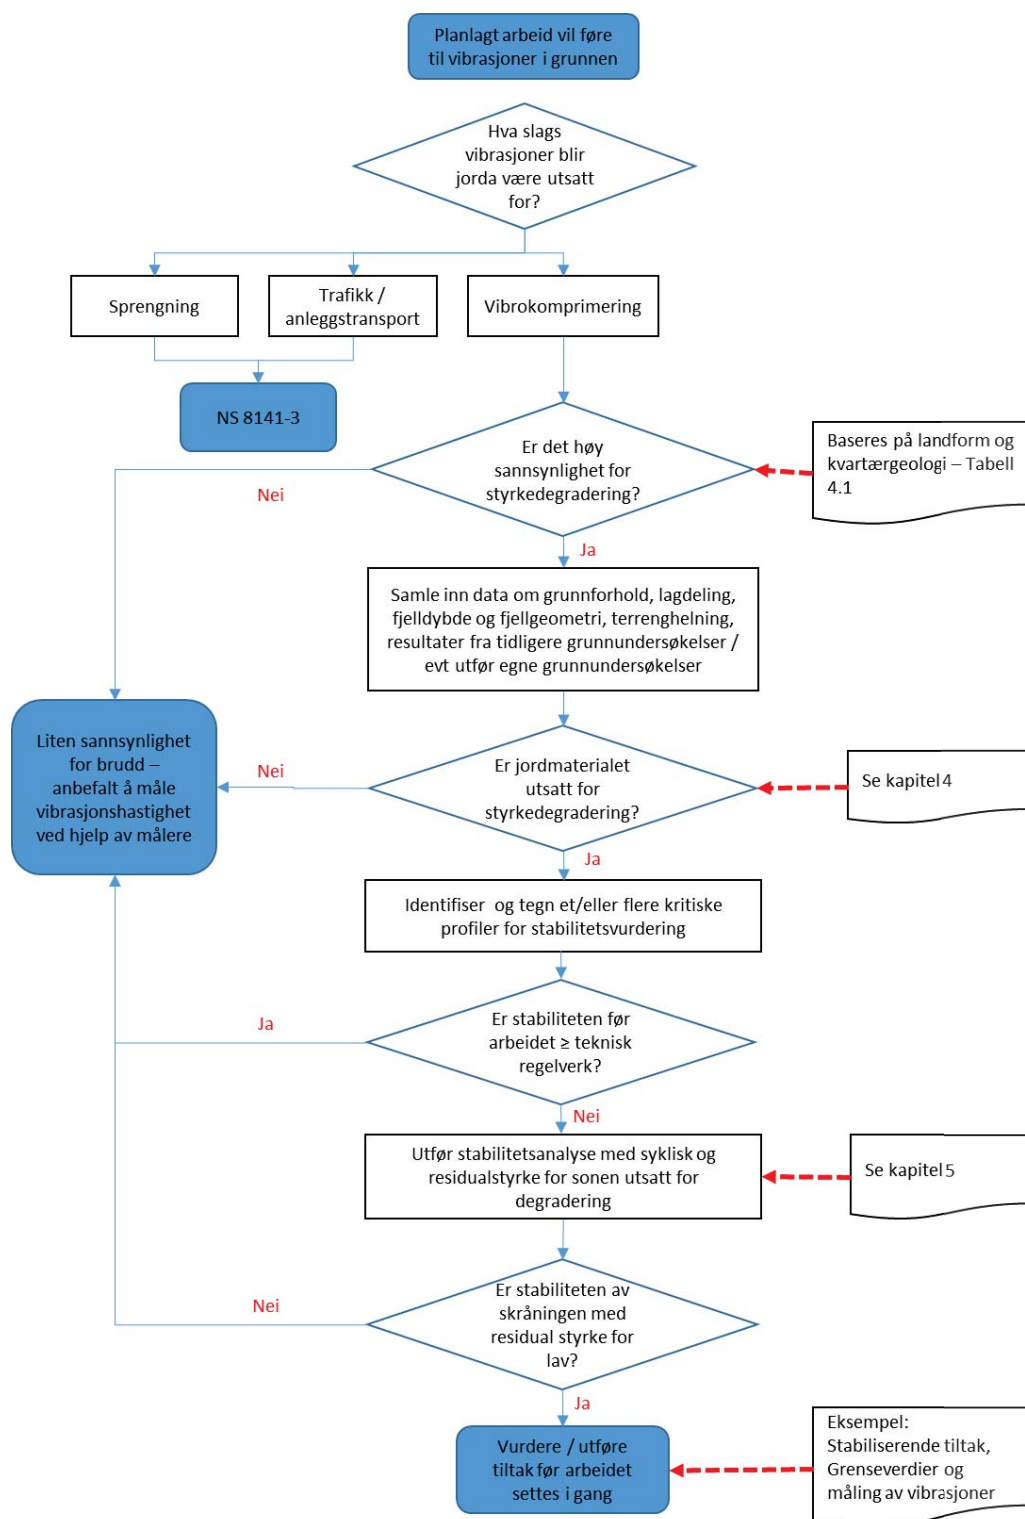 Planlagt arbeid vil føre
til vibrasjoner i grunnen
Hva slags
vibrasjoner blir
jorda være utsatt
for?
Sprengning
Trafikk /
anleggstransport
Vibrokomprimering
NS 8141-3
Er det høy
sannsynlighet for
styrkedegradering?
Baseres på landform og
kvartærgeologi – Tabell
4.1
Nei
Ja
Samle inn data om grunnforhold, lagdeling,
fjelldybde og fjellgeometri, terrenghelning,
resultater fra tidligere grunnundersøkelser /
evt utfør egne grunnundersøkelser
Liten sannsynlighet
for brudd –
anbefalt å måle
vibrasjonshastighet
ved hjelp av målere
Nei
Er jordmaterialet
utsatt for
styrkedegradering?
Se kapitel 4
Ja
Identifiser og tegn et/eller flere kritiske
profiler for stabilitetsvurdering
Ja
Er stabiliteten før
arbeidet ≥ teknisk
regelverk?
Nei
Utfør stabilitetsanalyse med syklisk og
residualstyrke for sonen utsatt for
degradering
Se kapitel 5
Nei
Er stabiliteten av
skråningen med
residual styrke for
lav?
Ja
Vurdere / utføre
tiltak før arbeidet
settes i gang
Eksempel:
Stabiliserende tiltak,
Grenseverdier og
måling av vibrasjoner